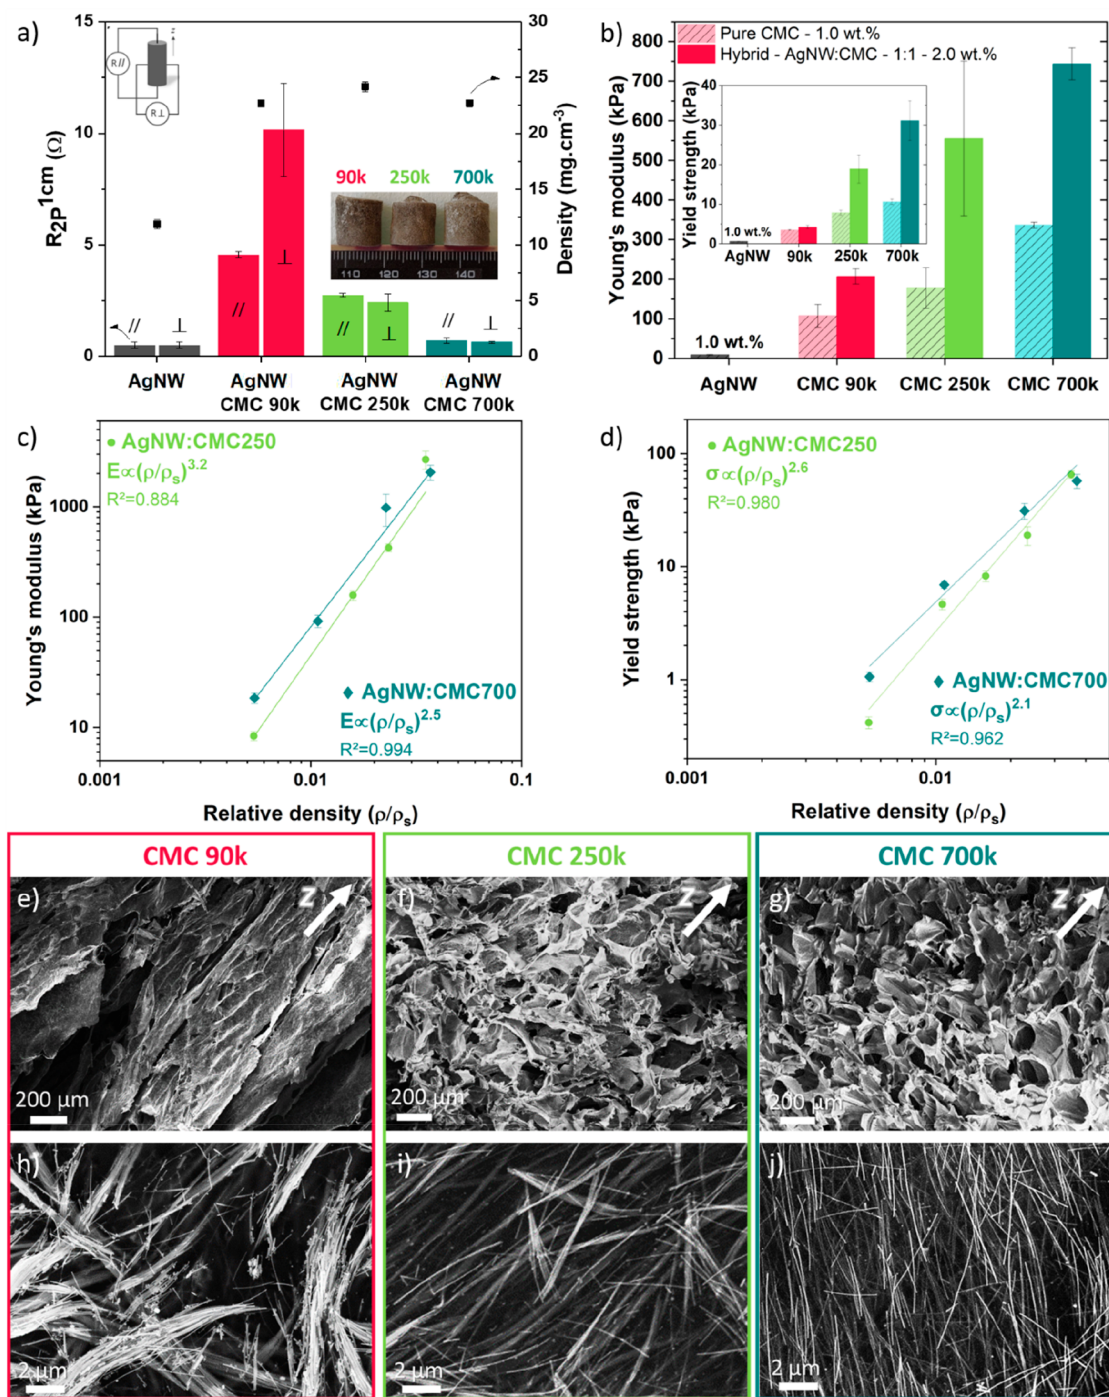 a)
R//
R⊥
z
15
10
5
0
R2P^1cm (Ω)
30
25
20
15
10
5
0
Density (mg.cm-3)
90k 250k 700k
110 120 130 140
// ⊥
// ⊥
// ⊥
// ⊥
AgNW
AgNW
CMC 90k
AgNW
CMC 250k
AgNW
CMC 700k
b)
Pure CMC - 1.0 wt.%
Hybrid - AgNW:CMC - 1:1 - 2.0 wt.%
800
700
600
500
400
300
200
100
0
Young's modulus (kPa)
40
30
20
10
0
Yield strength (kPa)
1.0 wt.%
AgNW 90k 250k 700k
1.0 wt.%
AgNW
CMC 90k
CMC 250k
CMC 700k
c)
AgNW:CMC250
E∝(ρ/ρs)^3.2
R²=0.884
1000
100
10
Young's modulus (kPa)
AgNW:CMC700
E∝(ρ/ρs)^2.5
R²=0.994
0.001 0.01 0.1
Relative density (ρ/ρs)
d)
AgNW:CMC250
σ∝(ρ/ρs)^2.6
R²=0.980
100
10
1
Yield strength (kPa)
AgNW:CMC700
σ∝(ρ/ρs)^2.1
R²=0.962
0.001 0.01
Relative density (ρ/ρs)
CMC 90k
CMC 250k
CMC 700k
e)
Z
200 µm
f)
Z
200 µm
g)
Z
200 µm
h)
2 µm
i)
2 µm
j)
2 µm